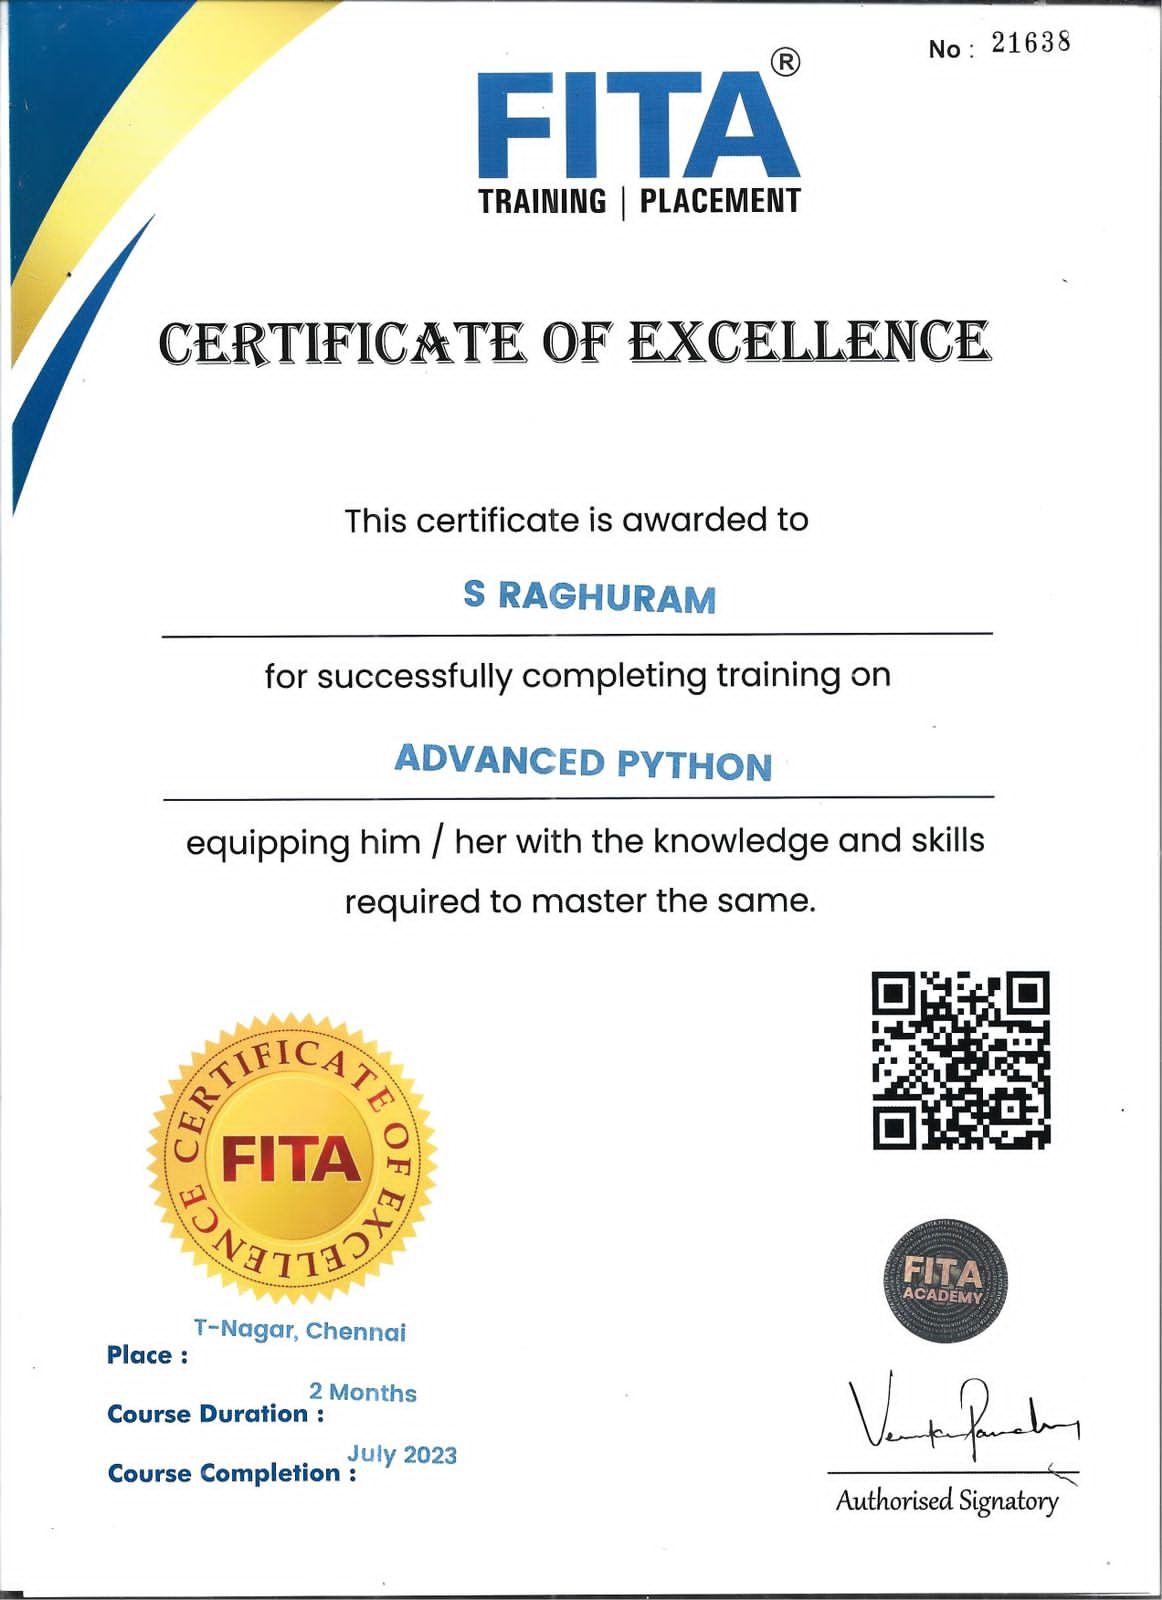 No : 21638
FITA®
TRAINING | PLACEMENT
CERTIFICATE OF EXCELLENCE
This certificate is awarded to
S RAGHURAM
for successfully completing training on
ADVANCED PYTHON
equipping him / her with the knowledge and skills
required to master the same.
CERTIFICATE OF EXCELLENCE
FITA
FITA
ACADEMY
T-Nagar, Chennai
Place :
2 Months
Course Duration :
July 2023
Course Completion :
Authorised Signatory